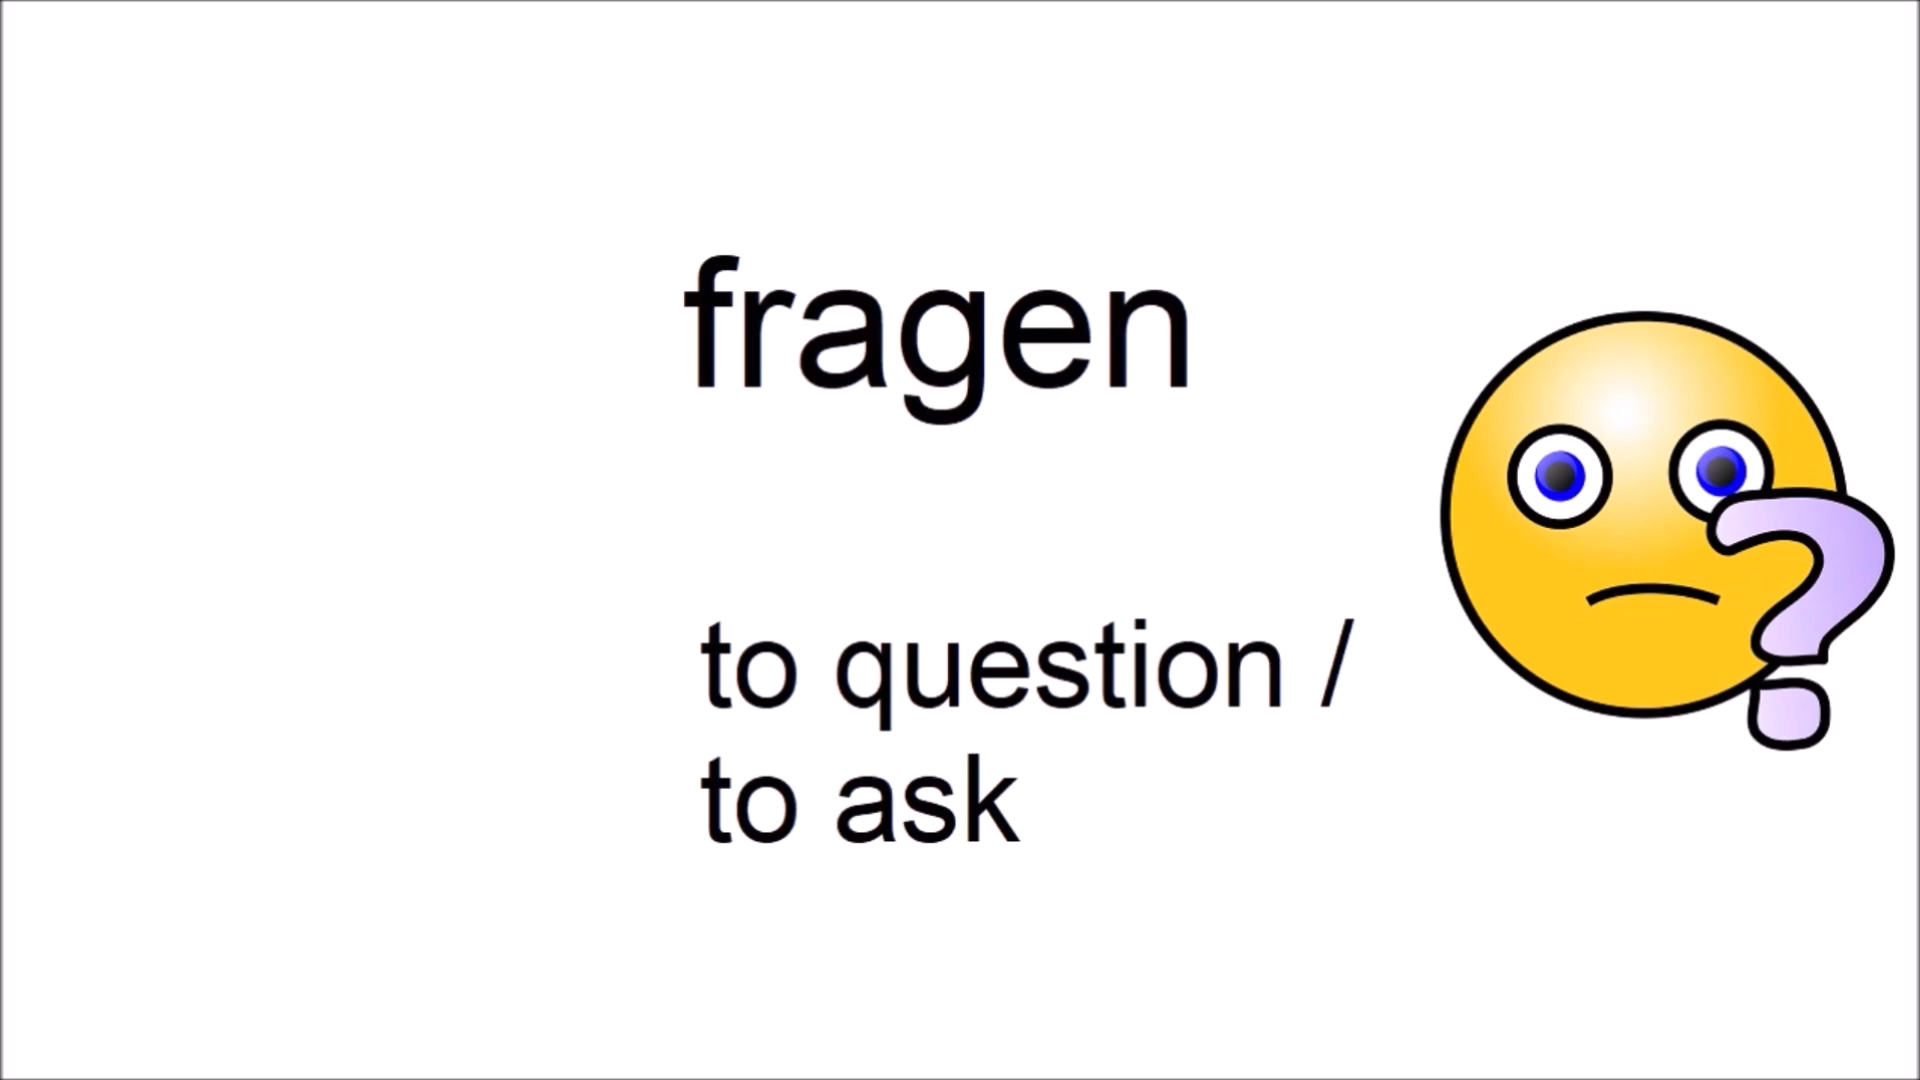 fragen
to question /
to ask